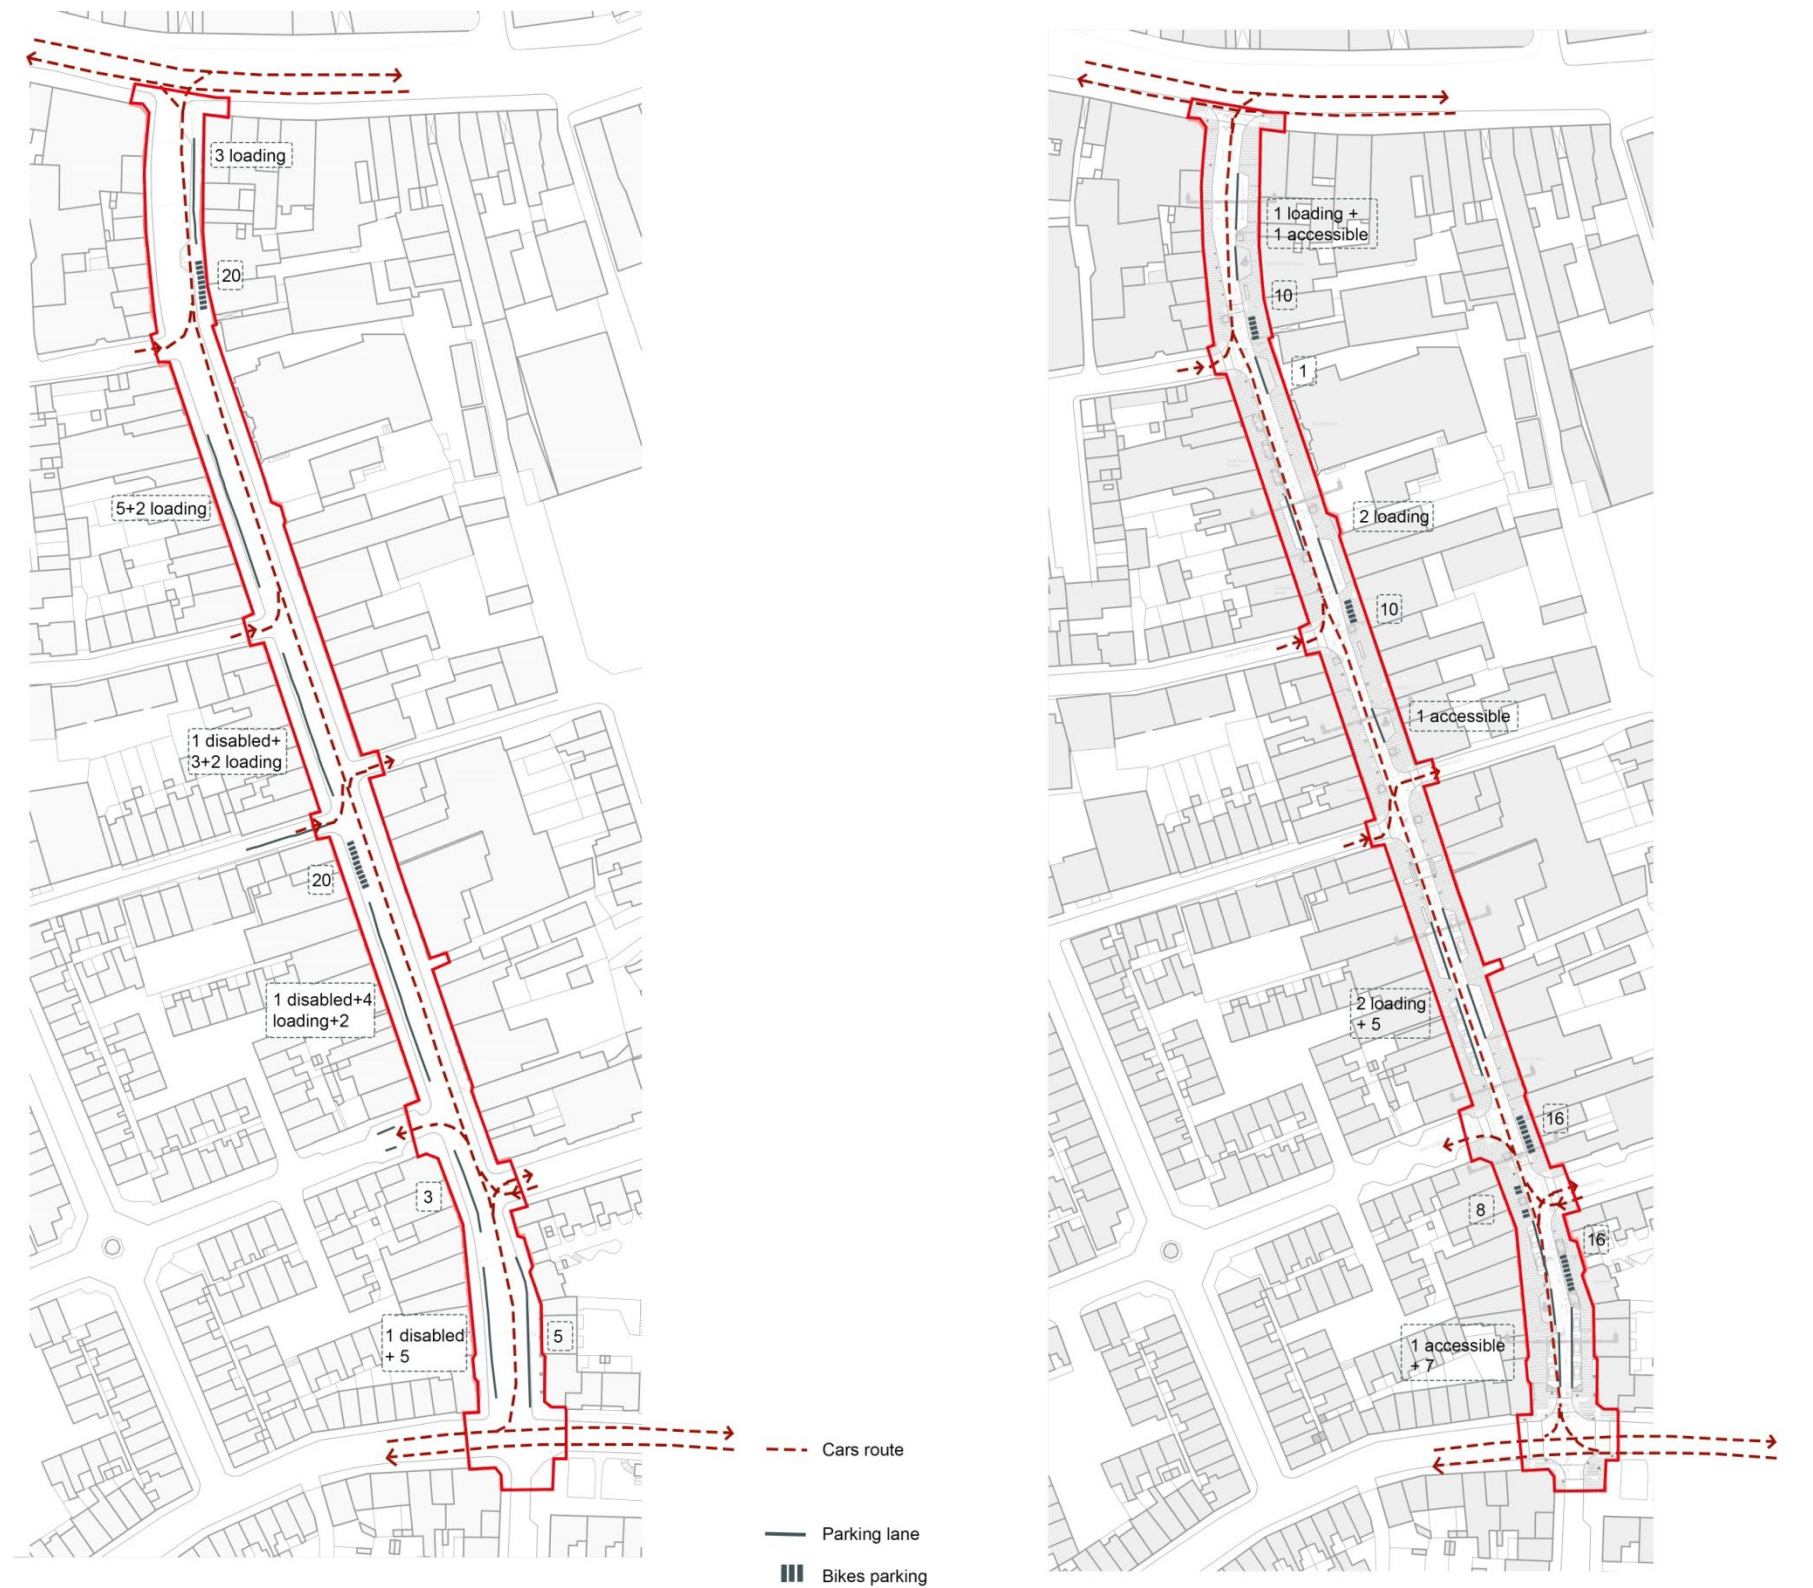 3 loading
20
5+2 loading
1 disabled+
3+2 loading
20
1 disabled+4
loading+2
3
1 disabled
+ 5
5
Cars route
Parking lane
Bikes parking
1 loading +
1 accessible
10
1
2 loading
10
1 accessible
2 loading
+ 5
16
8
16
1 accessible
+ 7